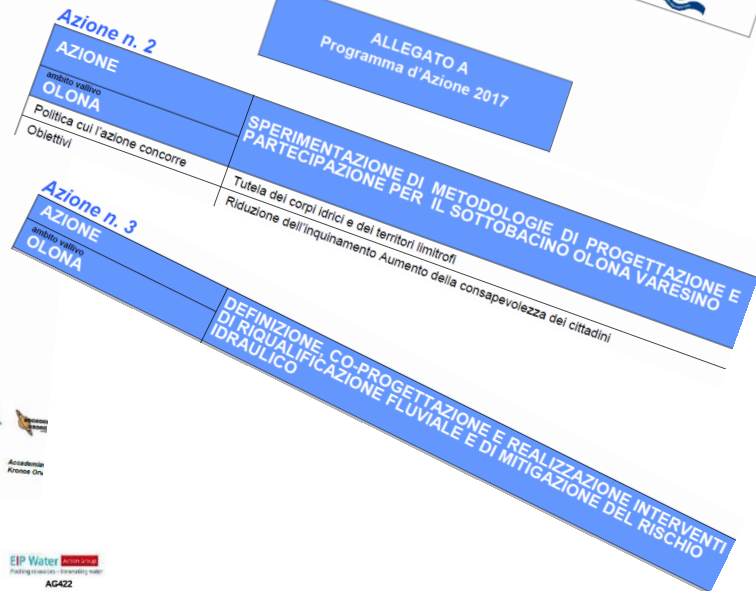 ALLEGATO A
Programma d'Azione 2017
Azione n. 2
AZIONE
ambito vallivo
OLONA
SPERIMENTAZIONE DI METODOLOGIE DI PROGETTAZIONE E
PARTECIPAZIONE PER IL SOTTOBACINO OLONA VARESINO
Politica cui l'azione concorre
Tutela dei corpi idrici e dei territori limitrofi
Obiettivi
Riduzione dell'inquinamento Aumento della consapevolezza dei cittadini
Azione n. 3
AZIONE
ambito vallivo
OLONA
DEFINIZIONE, CO-PROGETTAZIONE E REALIZZAZIONE INTERVENTI
DI RIQUALIFICAZIONE FLUVIALE E DI MITIGAZIONE DEL RISCHIO
IDRAULICO
Kronos
EIP Water Action Group
AG422